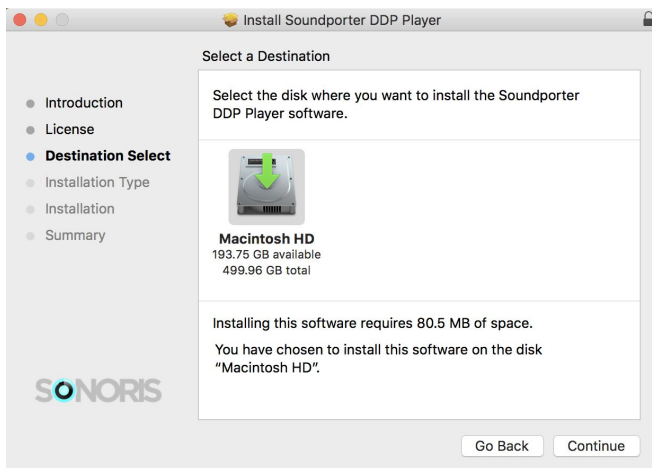 Install Soundporter DDP Player
Select a Destination
Introduction
License
Destination Select
Installation Type
Installation
Summary
Select the disk where you want to install the Soundporter
DDP Player software.
Macintosh HD
193.75 GB available
499.96 GB total
Installing this software requires 80.5 MB of space.
You have chosen to install this software on the disk
“Macintosh HD”.
SONORIS
Go Back
Continue